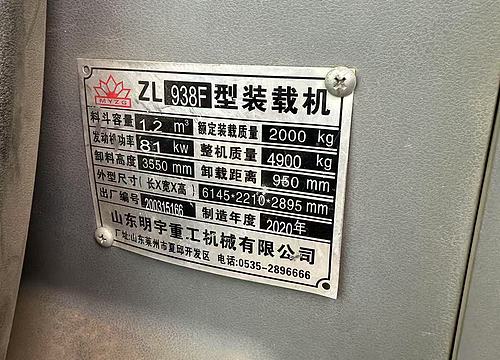 MYZG ZL 938F 型装载机
料斗容量 1.2 m³ 额定装载质量 2000 kg
发动机功率 81 kw 整机质量 4900 kg
卸料高度 3550 mm 卸载距离 950 mm
外型尺寸(长X宽X高) 6145*2210*2895 mm
出厂编号 200315166 制造年度 2020年
山东明宇重工机械有限公司
厂址:山东莱州市夏邱开发区 电话:0535-2896666